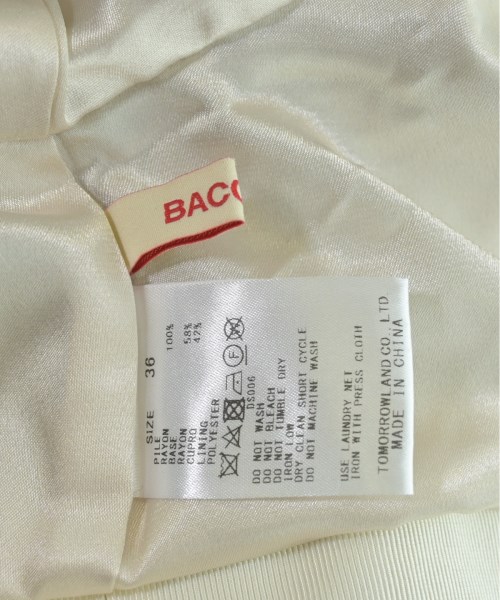 BAC
SIZE 36
PILE
RAYON 100%
BASE
RAYON 58%
CUPRO 42%
LINING
POLYESTER
F
DS006
DO NOT WASH
DO NOT BLEACH
DO NOT TUMBLE DRY
IRON LOW
DRY CLEAN SHORT CYCLE
DO NOT MACHINE WASH
USE LAUNDRY NET
IRON WITH PRESS CLOTH
TOMORROWLAND CO., LTD
MADE IN CHINA